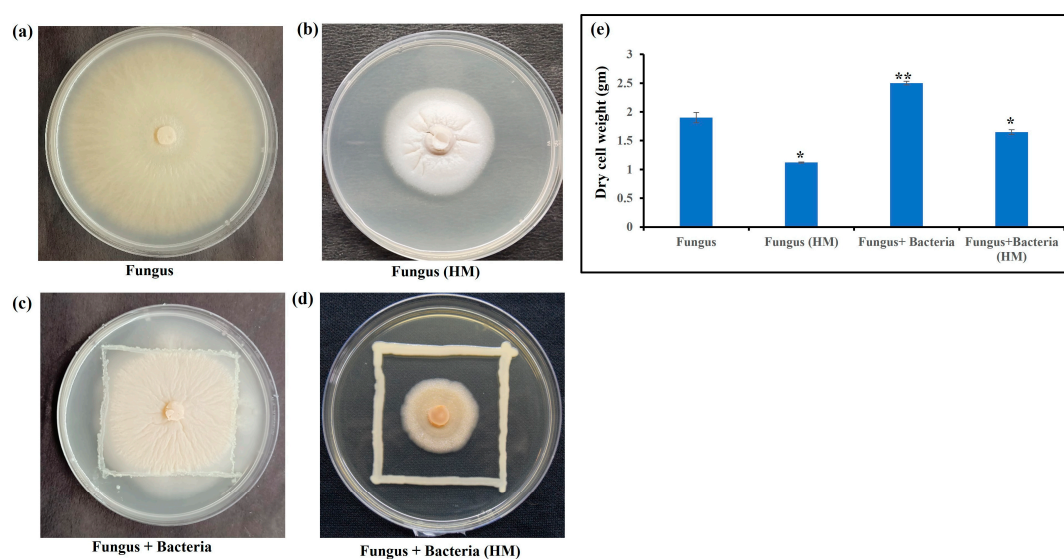 (a)
Fungus
(b)
Fungus (HM)
(c)
Fungus + Bacteria
(d)
Fungus + Bacteria (HM)
(e)
Dry cell weight (gm)
3
2.5
2
1.5
1
0.5
0
*
**
*
Fungus
Fungus (HM)
Fungus+ Bacteria
Fungus+Bacteria
(HM)